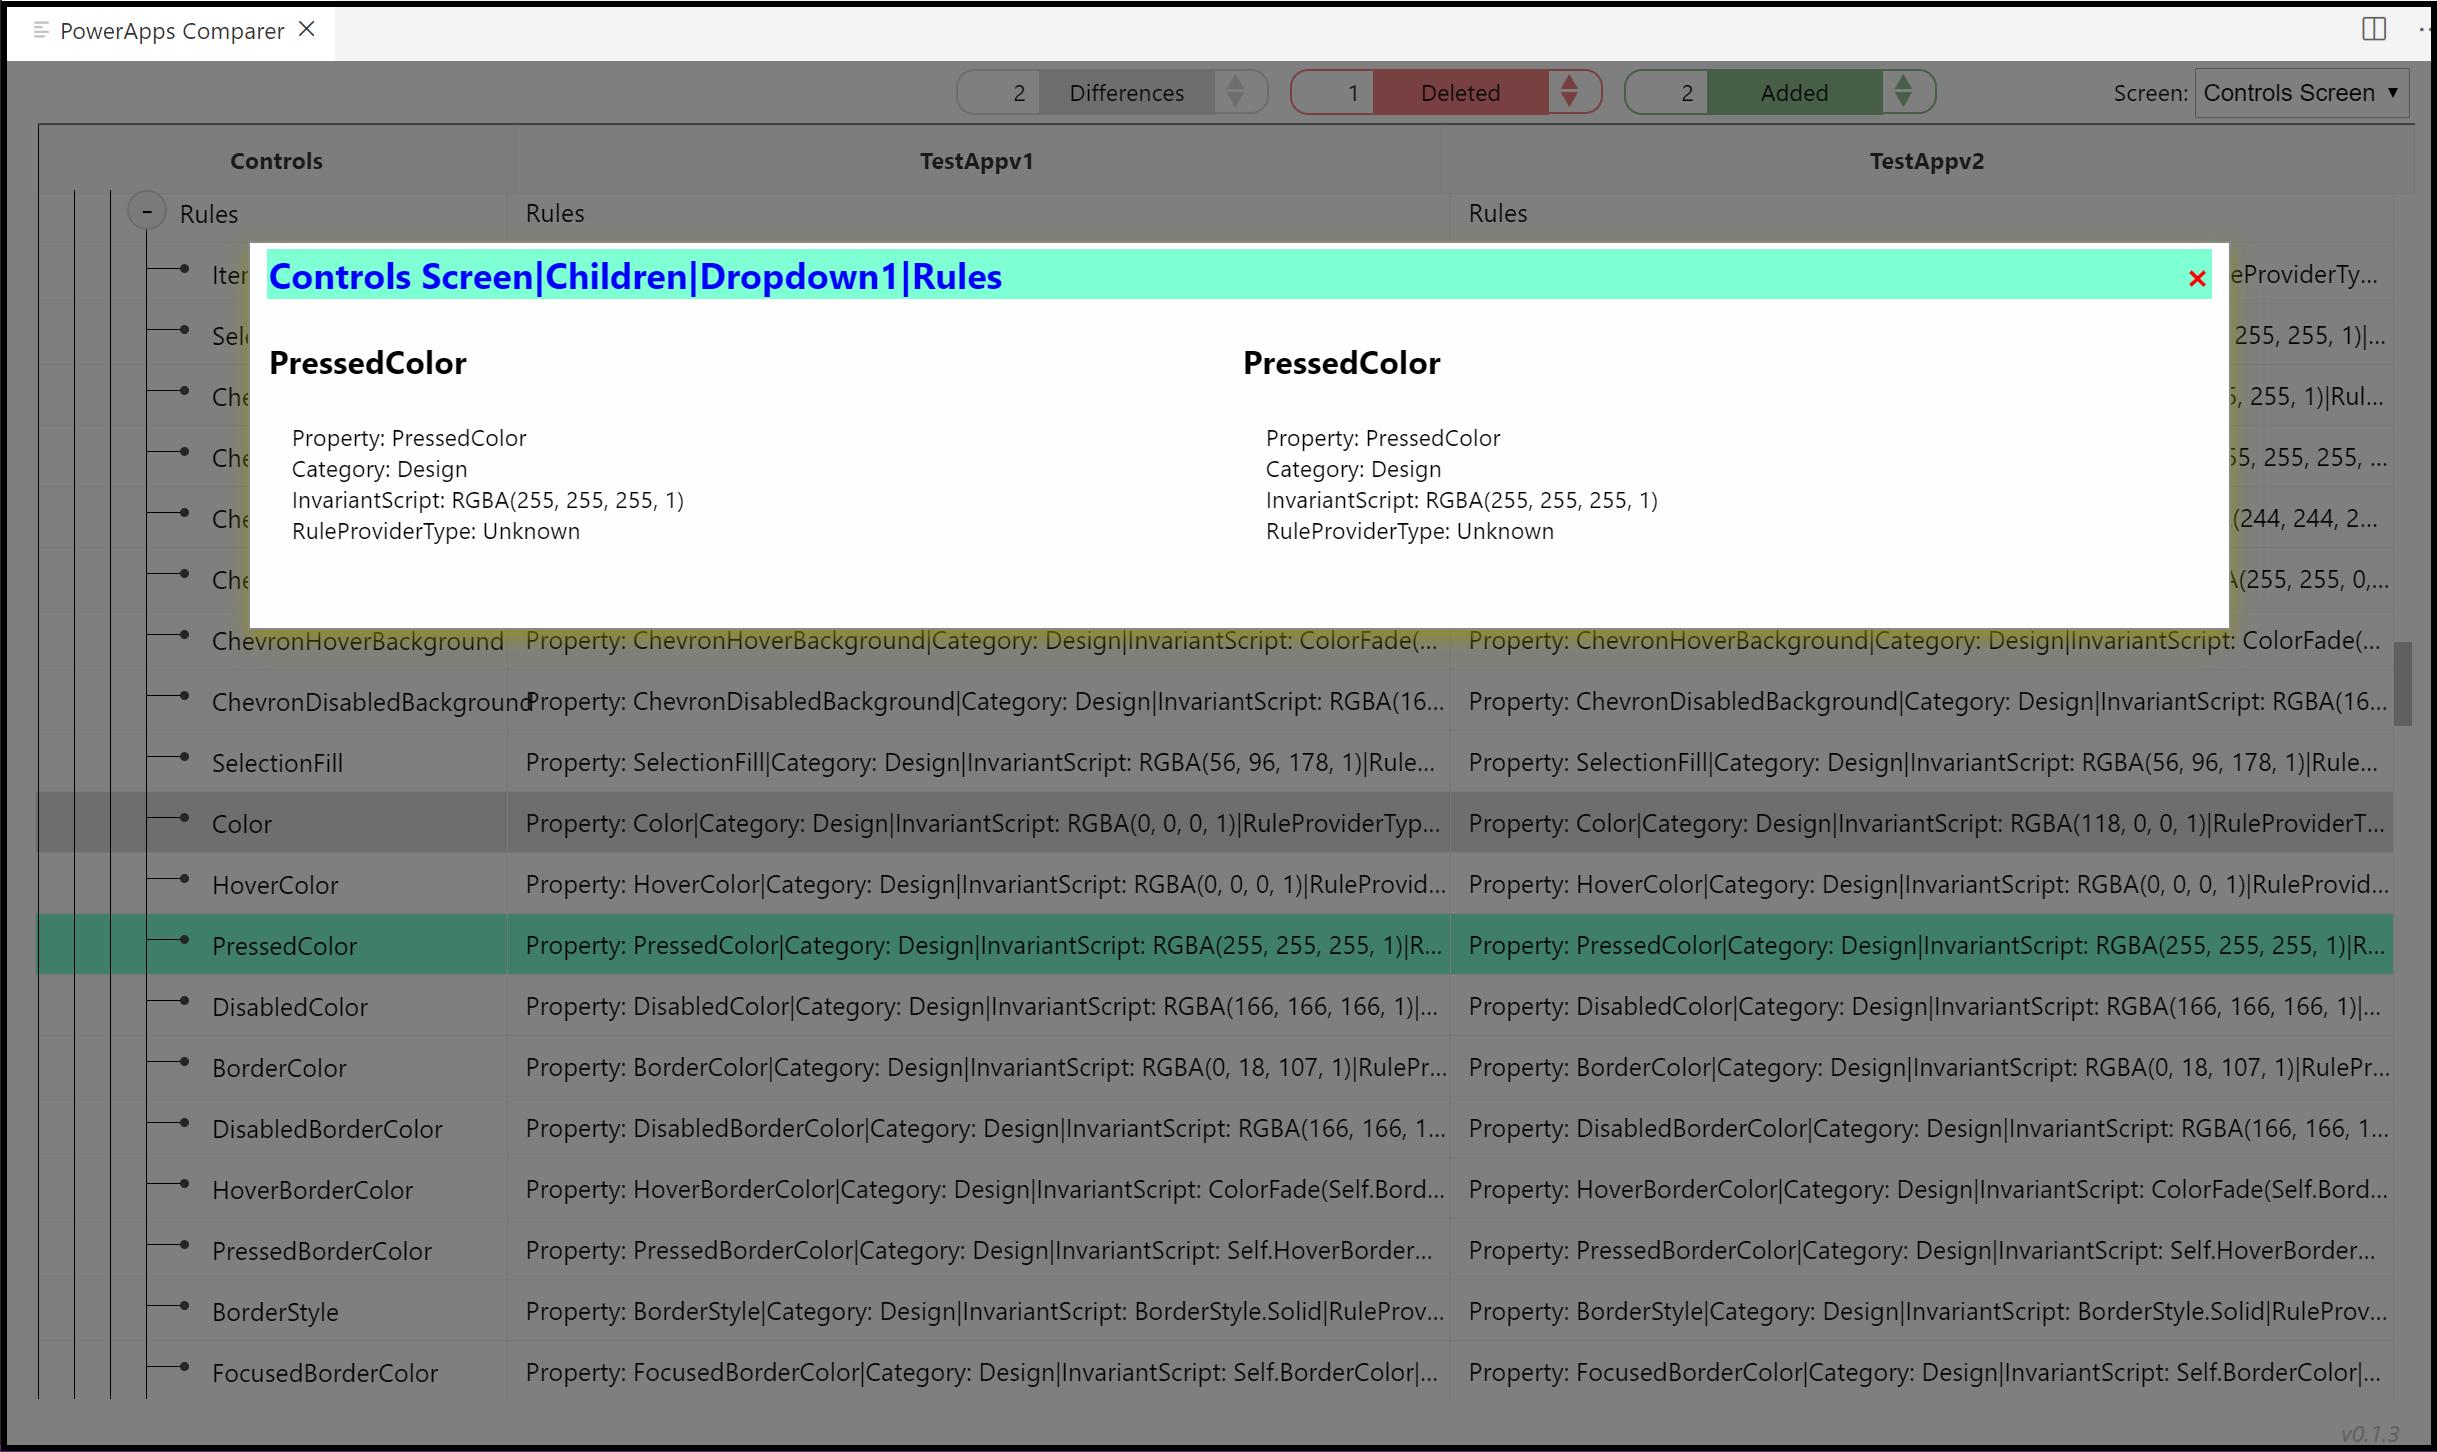 PowerApps Comparer
2 Differences 1 Deleted 2 Added Screen: Controls Screen
Controls TestAppv1 TestAppv2
- Rules Rules Rules
Controls Screen|Children|Dropdown1|Rules
PressedColor PressedColor
Property: PressedColor Property: PressedColor
Category: Design Category: Design
InvariantScript: RGBA(255, 255, 255, 1) InvariantScript: RGBA(255, 255, 255, 1)
RuleProviderType: Unknown RuleProviderType: Unknown
eProviderTy...
255, 255, 1)|...
, 255, 1)|Rul...
55, 255, 255, ...
(244, 244, 2...
(255, 255, 0,...
ChevronHoverBackground Property: ChevronHoverBackground|Category: Design|InvariantScript: ColorFade(... Property: ChevronHoverBackground|Category: Design|InvariantScript: ColorFade(...
ChevronDisabledBackground Property: ChevronDisabledBackground|Category: Design|InvariantScript: RGBA(16... Property: ChevronDisabledBackground|Category: Design|InvariantScript: RGBA(16...
SelectionFill Property: SelectionFill|Category: Design|InvariantScript: RGBA(56, 96, 178, 1)|Rule... Property: SelectionFill|Category: Design|InvariantScript: RGBA(56, 96, 178, 1)|Rule...
Color Property: Color|Category: Design|InvariantScript: RGBA(0, 0, 0, 1)|RuleProviderTyp... Property: Color|Category: Design|InvariantScript: RGBA(118, 0, 0, 1)|RuleProviderT...
HoverColor Property: HoverColor|Category: Design|InvariantScript: RGBA(0, 0, 0, 1)|RuleProvid... Property: HoverColor|Category: Design|InvariantScript: RGBA(0, 0, 0, 1)|RuleProvid...
PressedColor Property: PressedColor|Category: Design|InvariantScript: RGBA(255, 255, 255, 1)|R... Property: PressedColor|Category: Design|InvariantScript: RGBA(255, 255, 255, 1)|R...
DisabledColor Property: DisabledColor|Category: Design|InvariantScript: RGBA(166, 166, 166, 1)|... Property: DisabledColor|Category: Design|InvariantScript: RGBA(166, 166, 166, 1)|...
BorderColor Property: BorderColor|Category: Design|InvariantScript: RGBA(0, 18, 107, 1)|RulePr... Property: BorderColor|Category: Design|InvariantScript: RGBA(0, 18, 107, 1)|RulePr...
DisabledBorderColor Property: DisabledBorderColor|Category: Design|InvariantScript: RGBA(166, 166, 1... Property: DisabledBorderColor|Category: Design|InvariantScript: RGBA(166, 166, 1...
HoverBorderColor Property: HoverBorderColor|Category: Design|InvariantScript: ColorFade(Self.Bord... Property: HoverBorderColor|Category: Design|InvariantScript: ColorFade(Self.Bord...
PressedBorderColor Property: PressedBorderColor|Category: Design|InvariantScript: Self.HoverBorder... Property: PressedBorderColor|Category: Design|InvariantScript: Self.HoverBorder...
BorderStyle Property: BorderStyle|Category: Design|InvariantScript: BorderStyle.Solid|RuleProv... Property: BorderStyle|Category: Design|InvariantScript: BorderStyle.Solid|RuleProv...
FocusedBorderColor Property: FocusedBorderColor|Category: Design|InvariantScript: Self.BorderColor|... Property: FocusedBorderColor|Category: Design|InvariantScript: Self.BorderColor|...
v0.1.3